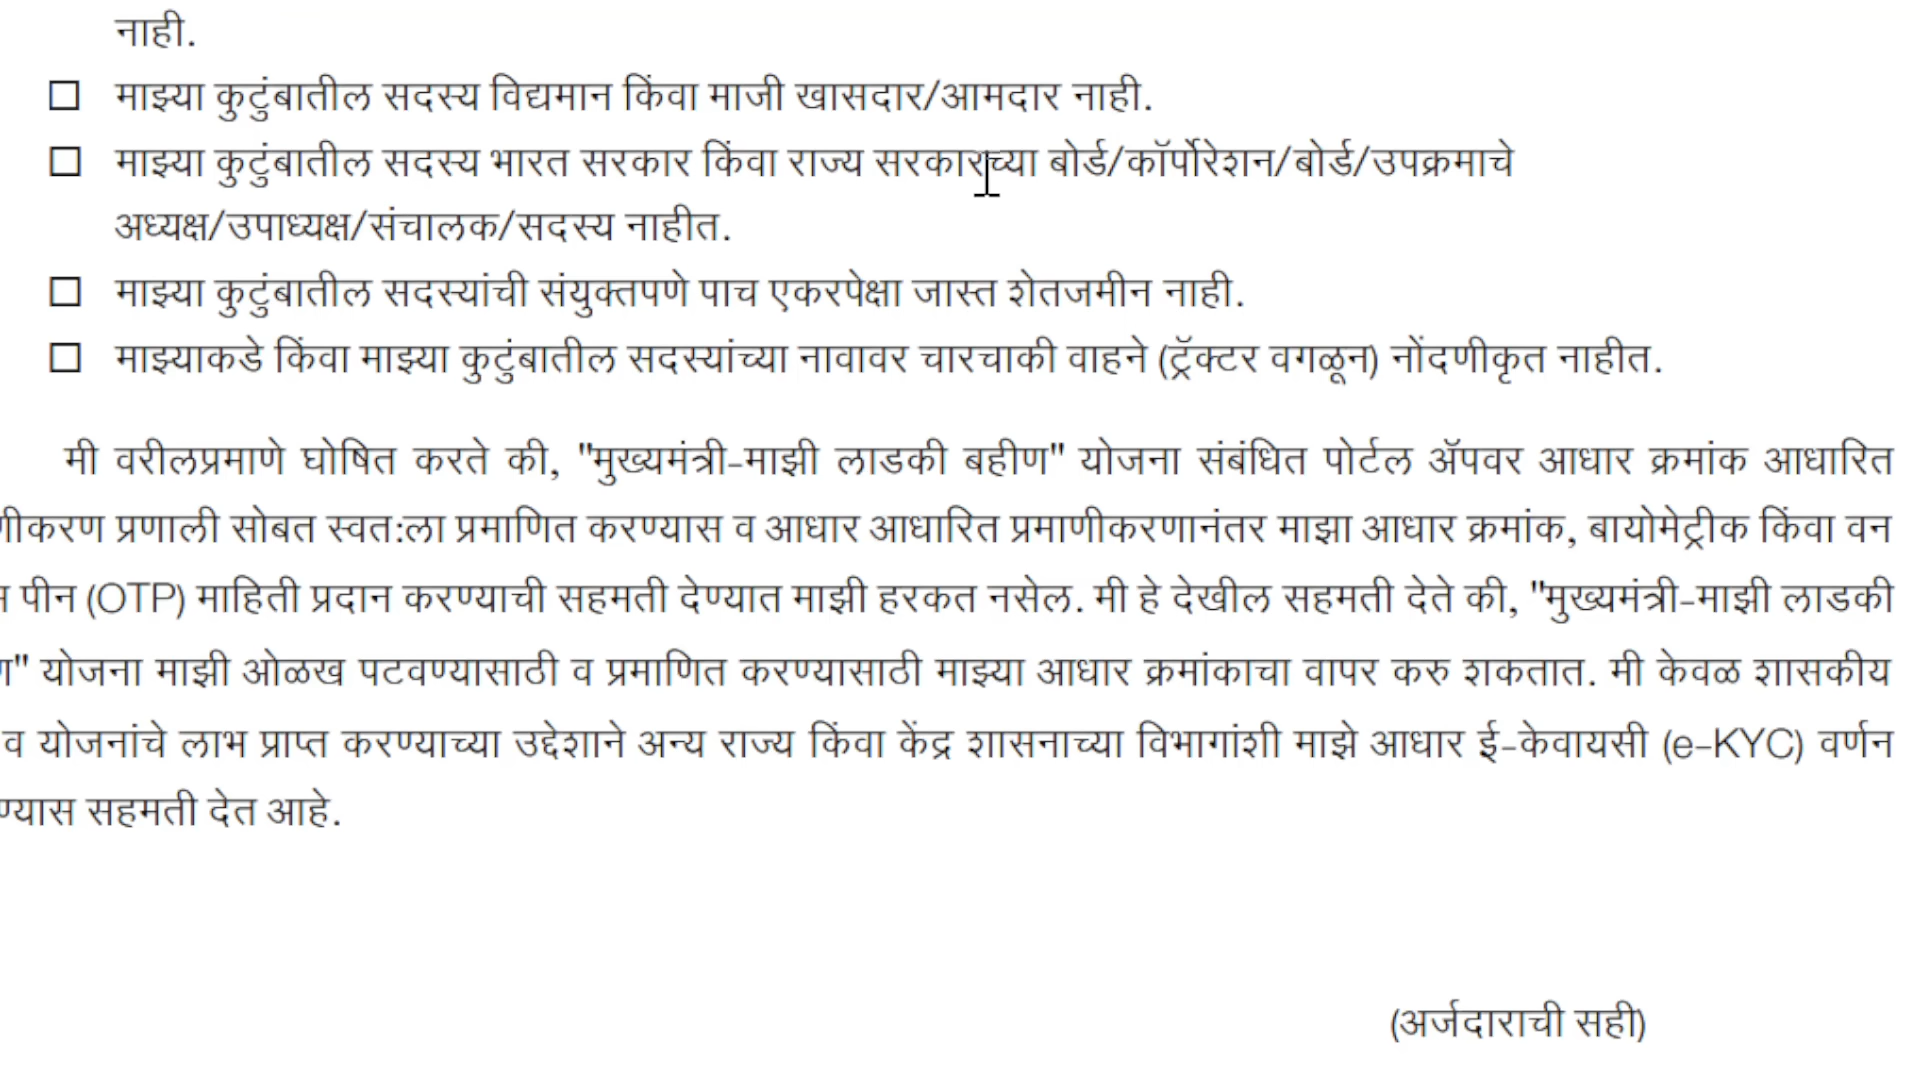 नाही.
☐ माझ्या कुटुंबातील सदस्य विद्यमान किंवा माजी खासदार/आमदार नाही.
☐ माझ्या कुटुंबातील सदस्य भारत सरकार किंवा राज्य सरकारच्या बोर्ड/कॉर्पोरेशन/बोर्ड/उपक्रमाचे
अध्यक्ष/उपाध्यक्ष/संचालक/सदस्य नाहीत.
☐ माझ्या कुटुंबातील सदस्यांची संयुक्तपणे पाच एकरपेक्षा जास्त शेतजमीन नाही.
☐ माझ्याकडे किंवा माझ्या कुटुंबातील सदस्यांच्या नावावर चारचाकी वाहने (ट्रॅक्टर वगळून) नोंदणीकृत नाहीत.
मी वरीलप्रमाणे घोषित करते की, "मुख्यमंत्री-माझी लाडकी बहीण" योजना संबंधित पोर्टल ॲपवर आधार क्रमांक आधारित
णीकरण प्रणाली सोबत स्वत:ला प्रमाणित करण्यास व आधार आधारित प्रमाणीकरणानंतर माझा आधार क्रमांक, बायोमेट्रीक किंवा वन
पीन (OTP) माहिती प्रदान करण्याची सहमती देण्यात माझी हरकत नसेल. मी हे देखील सहमती देते की, "मुख्यमंत्री-माझी लाडकी
ण" योजना माझी ओळख पटवण्यासाठी व प्रमाणित करण्यासाठी माझ्या आधार क्रमांकाचा वापर करु शकतात. मी केवळ शासकीय
व योजनांचे लाभ प्राप्त करण्याच्या उद्देशाने अन्य राज्य किंवा केंद्र शासनाच्या विभागांशी माझे आधार ई-केवायसी (e-KYC) वर्णन
ण्यास सहमती देत आहे.
(अर्जदाराची सही)